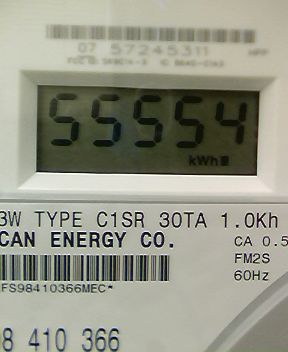 07 57245311
55554
kWh
3W TYPE C1SR 30TA 1.0Kh
CAN ENERGY CO.
CA 0.5
FM2S
60Hz
FS98410366MEC*
98 410 366